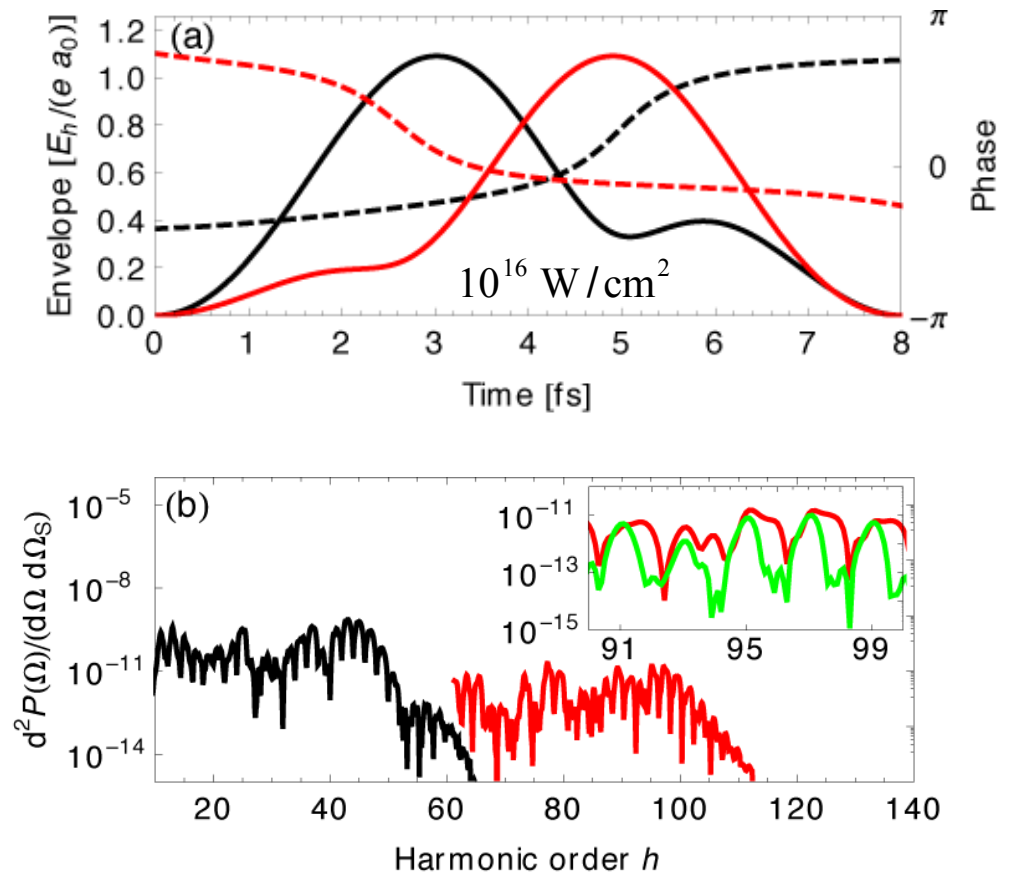 (a)
Envelope [E_h/(e a_0)]
1.2
1.0
0.8
0.6
0.4
0.2
0.0
π
0
−π
Phase
10^16 W/cm^2
0 1 2 3 4 5 6 7 8
Time [fs]
(b)
d^2P(Ω)/(dΩ dΩ_S)
10^-5
10^-8
10^-11
10^-14
10^-11
10^-13
10^-15
91 95 99
20 40 60 80 100 120 140
Harmonic order h